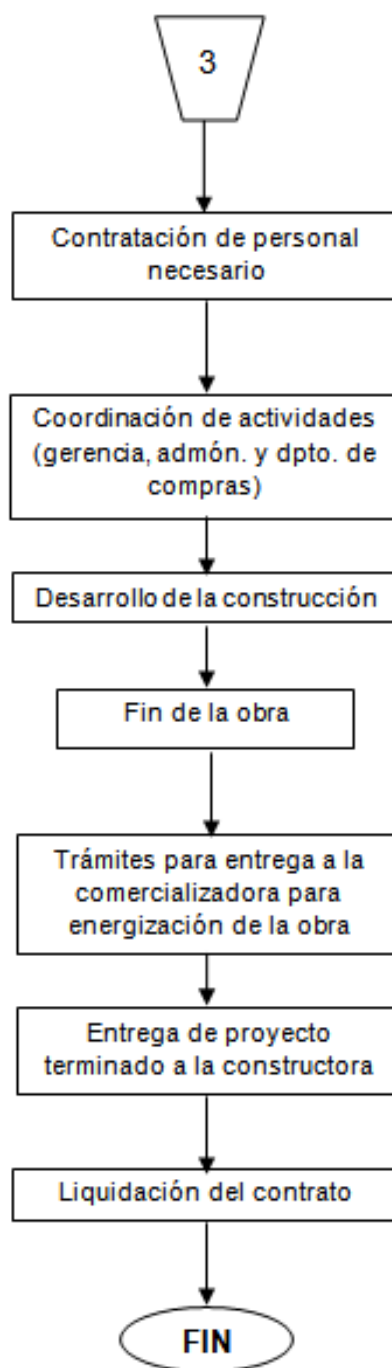 3
Contratación de personal
necesario
Coordinación de actividades
(gerencia, admón. y dpto. de
compras)
Desarrollo de la construcción
Fin de la obra
Trámites para entrega a la
comercializadora para
energización de la obra
Entrega de proyecto
terminado a la constructora
Liquidación del contrato
FIN